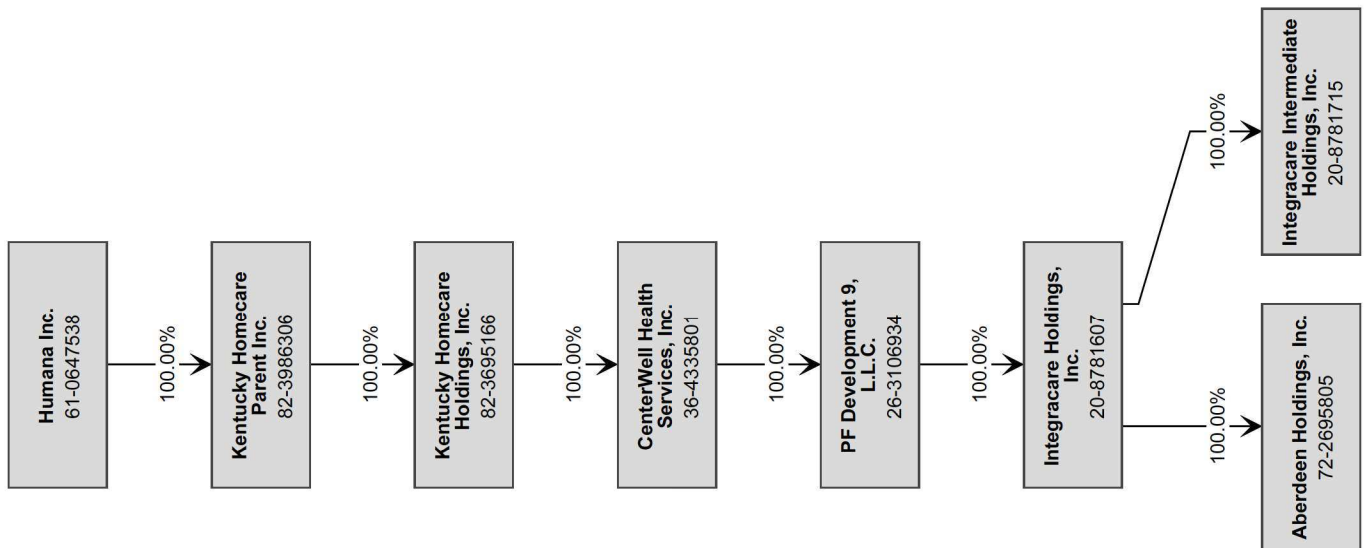 Humana Inc.
61-0647538
100.00%
Kentucky Homecare
Parent Inc.
82-3986306
100.00%
Kentucky Homecare
Holdings, Inc.
82-3695166
100.00%
CenterWell Health
Services, Inc.
36-4335801
100.00%
PF Development 9,
L.L.C.
26-3106934
100.00%
Integracare Holdings,
Inc.
20-8781607
100.00%
100.00%
Aberdeen Holdings, Inc.
72-2695805
Integracare Intermediate
Holdings, Inc.
20-8781715